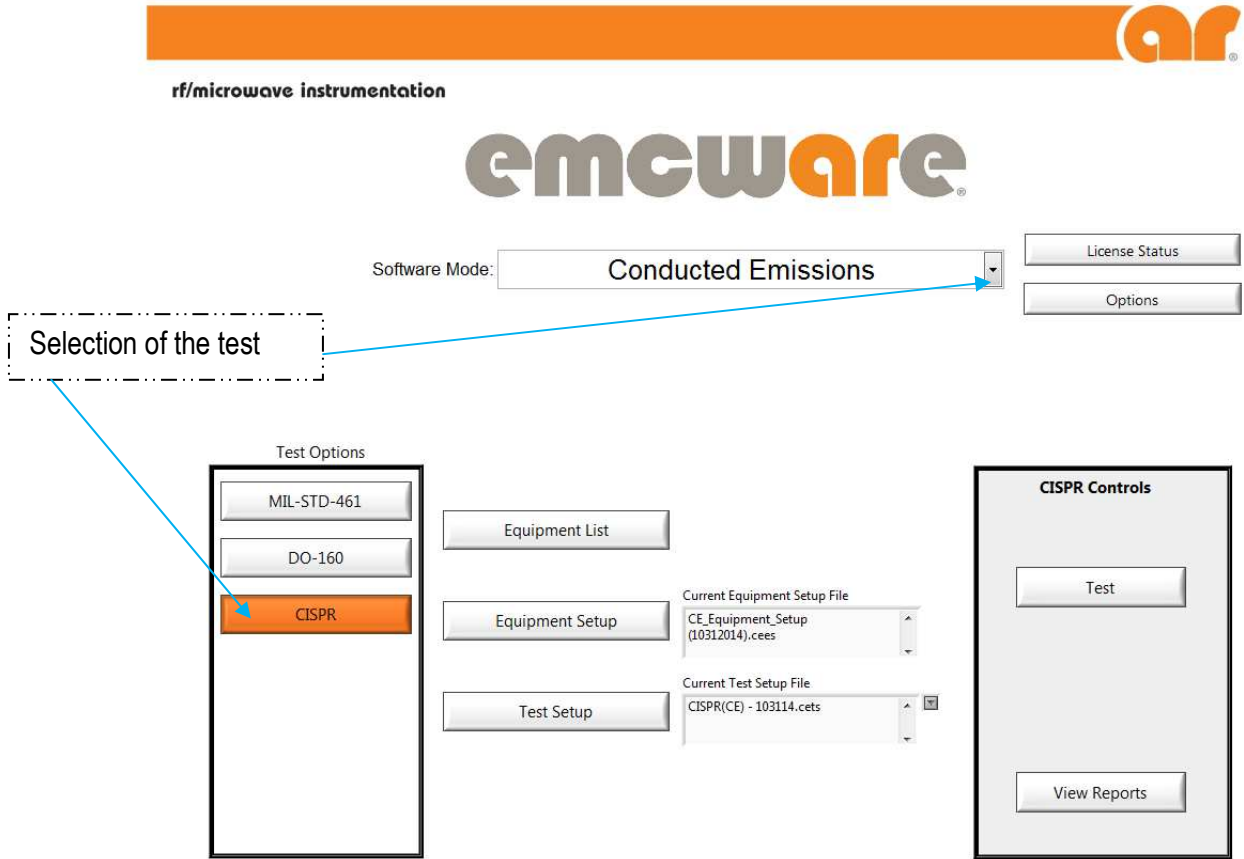 ar
®
rf/microwave instrumentation
emcware®
Software Mode:
Conducted Emissions
License Status
Options
Selection of the test
Test Options
MIL-STD-461
DO-160
CISPR
Equipment List
Equipment Setup
Test Setup
Current Equipment Setup File
CE_Equipment_Setup
(10312014).cees
Current Test Setup File
CISPR(CE) - 103114.cets
CISPR Controls
Test
View Reports